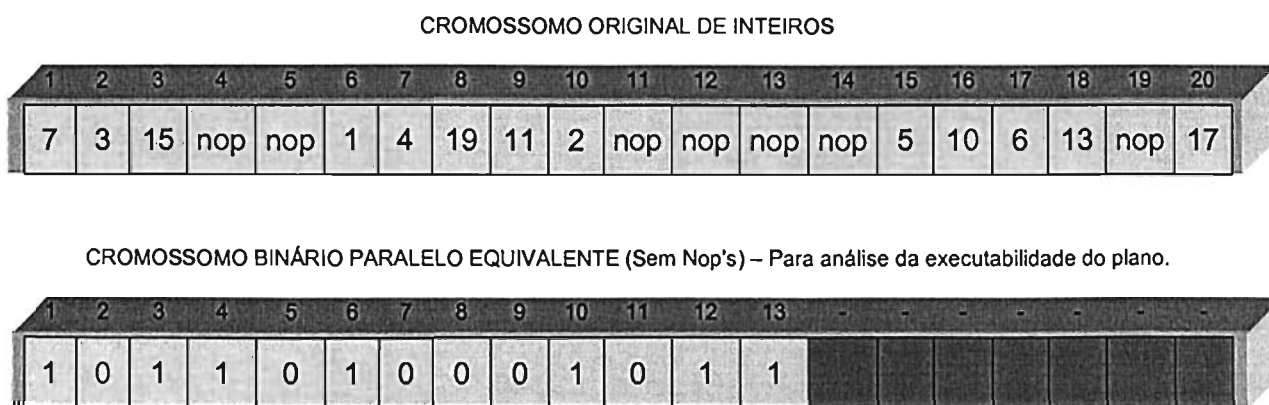 CROMOSSOMO ORIGINAL DE INTEIROS
1 2 3 4 5 6 7 8 9 10 11 12 13 14 15 16 17 18 19 20
7 3 15 nop nop 1 4 19 11 2 nop nop nop nop 5 10 6 13 nop 17
CROMOSSOMO BINÁRIO PARALELO EQUIVALENTE (Sem Nop's) – Para análise da executabilidade do plano.
1 2 3 4 5 6 7 8 9 10 11 12 13 - - - - - - -
1 0 1 1 0 1 0 0 0 1 0 1 1